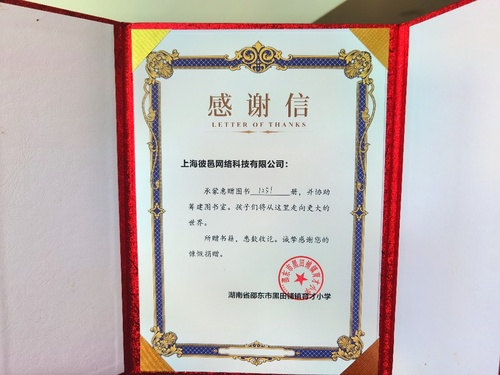 感谢信
LETTER OF THANKS
上海彼邑网络科技有限公司：
承蒙惠赠图书 1251 册，并协助
筹建图书室。孩子们将从这里走向更大的
世界。
所赠书籍，悉数收讫。诚挚感谢您的
慷慨捐赠。
湖南省邵东市黑田铺镇育才小学